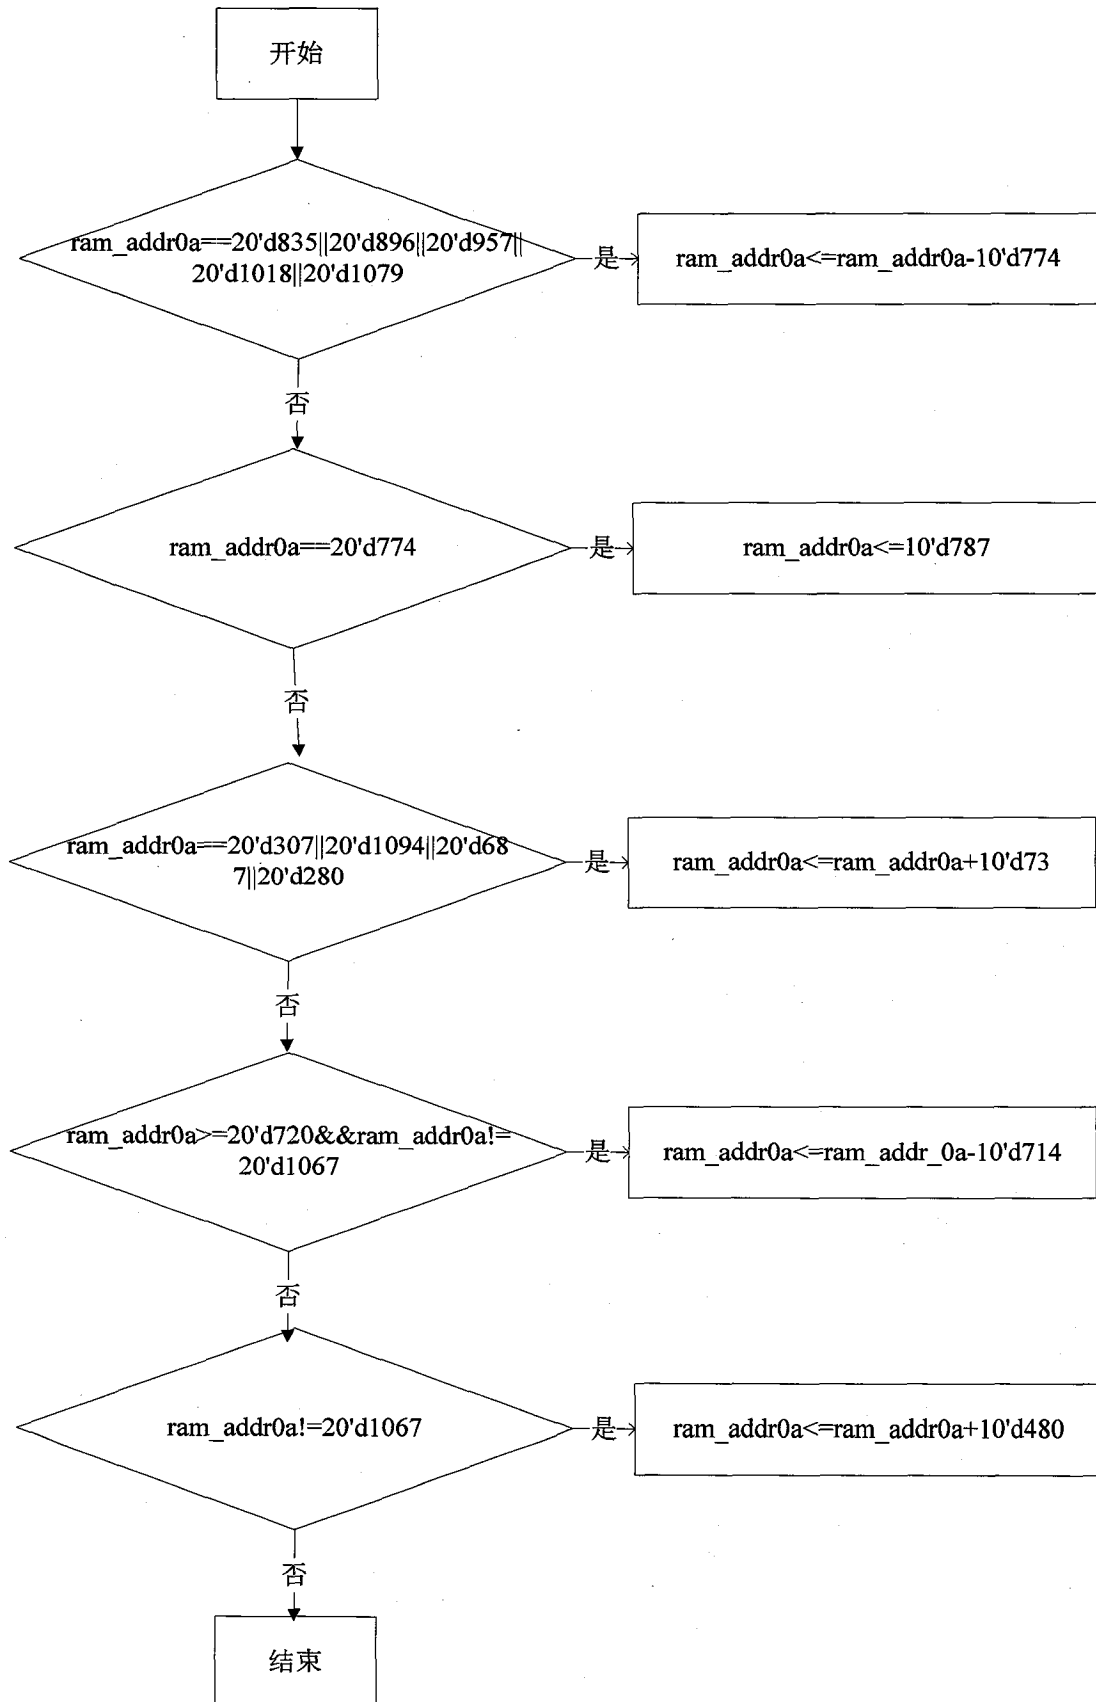 开始
ram_addr0a==20'd835||20'd896||20'd957||
20'd1018||20'd1079
是
ram_addr0a<=ram_addr0a-10'd774
否
ram_addr0a==20'd774
是
ram_addr0a<=10'd787
否
ram_addr0a==20'd307||20'd1094||20'd68
7||20'd280
是
ram_addr0a<=ram_addr0a+10'd73
否
ram_addr0a>=20'd720&&ram_addr0a!=
20'd1067
是
ram_addr0a<=ram_addr_0a-10'd714
否
ram_addr0a!=20'd1067
是
ram_addr0a<=ram_addr0a+10'd480
否
结束